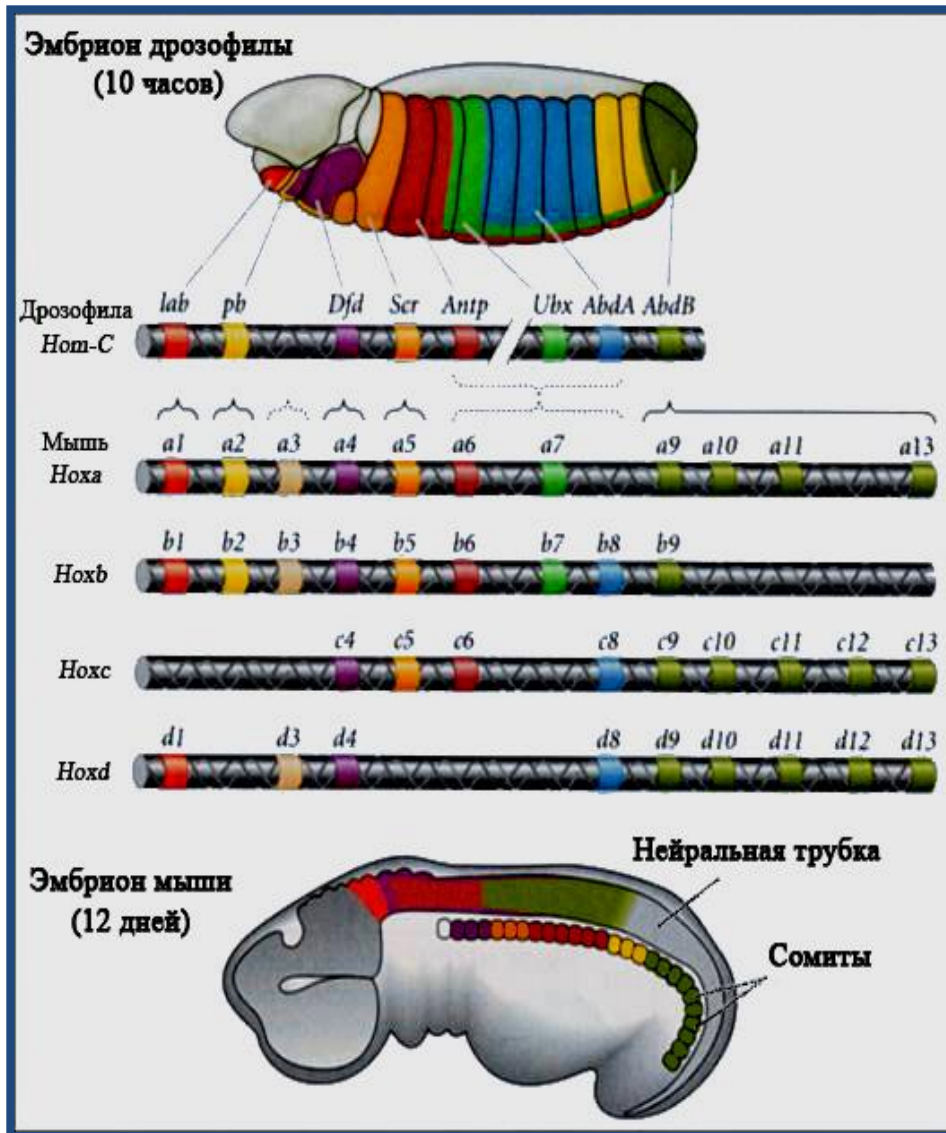 Эмбрион дрозофилы
(10 часов)
lab pb Dfd Scr Antp Ubx AbdA AbdB
Дрозофила
Hom-C
Мышь
a1 a2 a3 a4 a5 a6 a7 a9 a10 a11 a13
Hoxa
b1 b2 b3 b4 b5 b6 b7 b8 b9
Hoxb
c4 c5 c6 c8 c9 c10 c11 c12 c13
Hoxc
d1 d3 d4 d8 d9 d10 d11 d12 d13
Hoxd
Нейральная трубка
Эмбрион мыши
(12 дней)
Сомиты